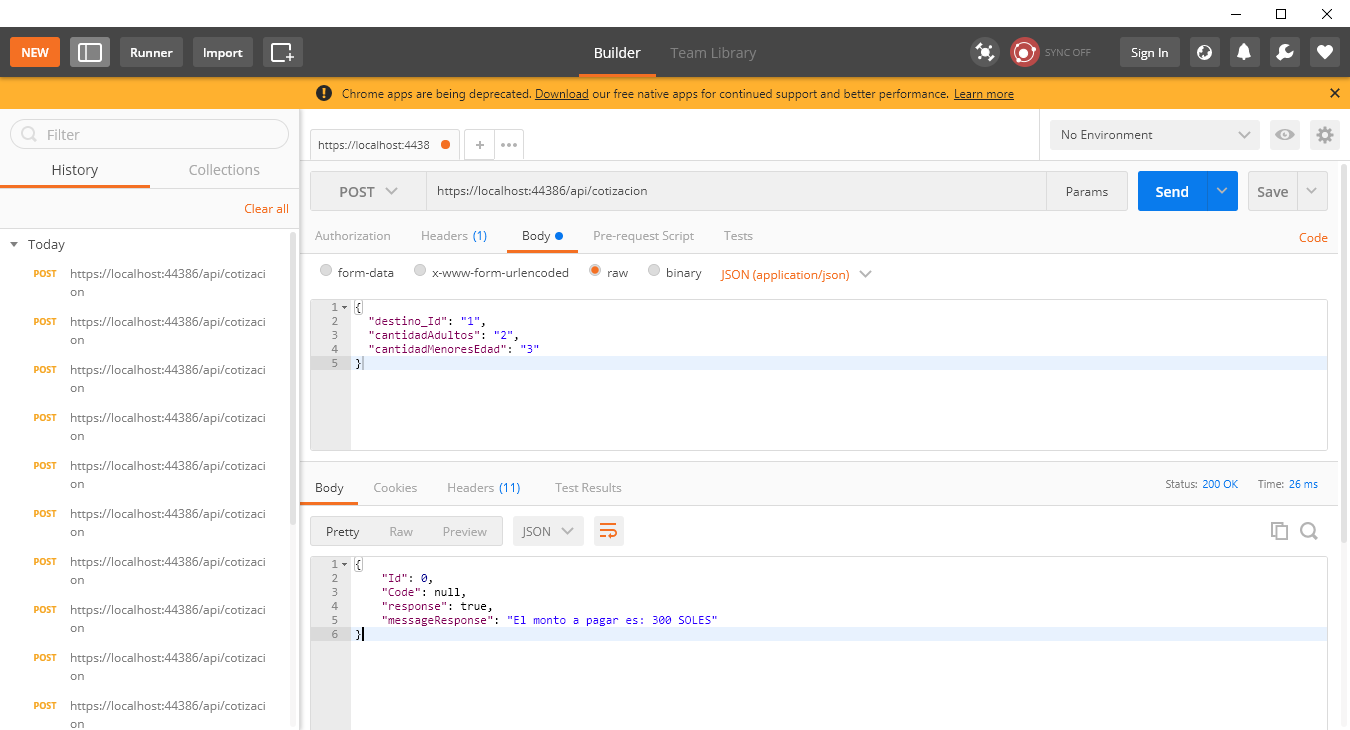 NEW
Runner
Import
Builder
Team Library
SYNC OFF
Sign In
Chrome apps are being deprecated. Download our free native apps for continued support and better performance. Learn more
Filter
History
Collections
Clear all
Today
POST https://localhost:44386/api/cotizaci
on
POST https://localhost:44386/api/cotizaci
on
POST https://localhost:44386/api/cotizaci
on
POST https://localhost:44386/api/cotizaci
on
POST https://localhost:44386/api/cotizaci
on
POST https://localhost:44386/api/cotizaci
on
POST https://localhost:44386/api/cotizaci
on
POST https://localhost:44386/api/cotizaci
on
POST https://localhost:44386/api/cotizaci
on
POST https://localhost:44386/api/cotizaci
on
https://localhost:4438
No Environment
POST
https://localhost:44386/api/cotizacion
Params
Send
Save
Authorization
Headers (1)
Body
Pre-request Script
Tests
Code
form-data
x-www-form-urlencoded
raw
binary
JSON (application/json)
1 {
2 "destino_Id": "1",
3 "cantidadAdultos": "2",
4 "cantidadMenoresEdad": "3"
5 }
Body
Cookies
Headers (11)
Test Results
Status: 200 OK
Time: 26 ms
Pretty
Raw
Preview
JSON
1 {
2 "Id": 0,
3 "Code": null,
4 "response": true,
5 "messageResponse": "El monto a pagar es: 300 SOLES"
6 }